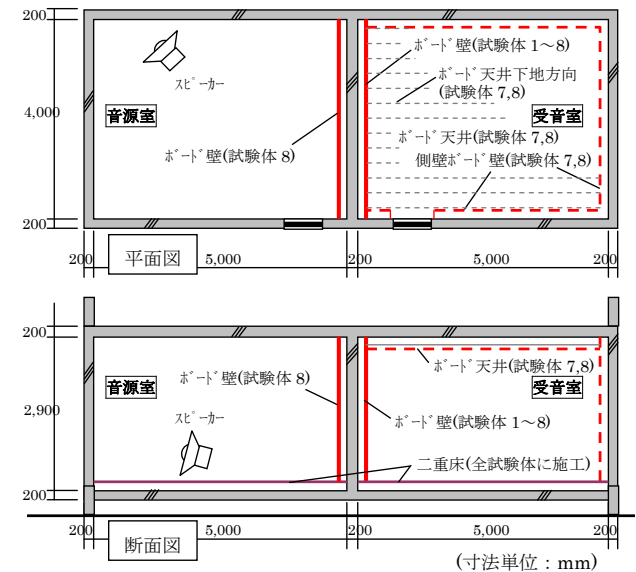 200
4,000
200
スピーカー
音源室
ボード壁(試験体 8)
ボード壁(試験体 1～8)
ボード天井下地方向
(試験体 7,8)
受音室
ボード天井(試験体 7,8)
側壁ボード壁(試験体 7,8)
200
平面図
5,000
200
5,000
200
200
2,900
200
音源室
ボード壁(試験体 8)
スピーカー
ボード天井(試験体 7,8)
受音室
ボード壁(試験体 1～8)
二重床(全試験体に施工)
200
断面図
5,000
200
5,000
200
(寸法単位：mm)